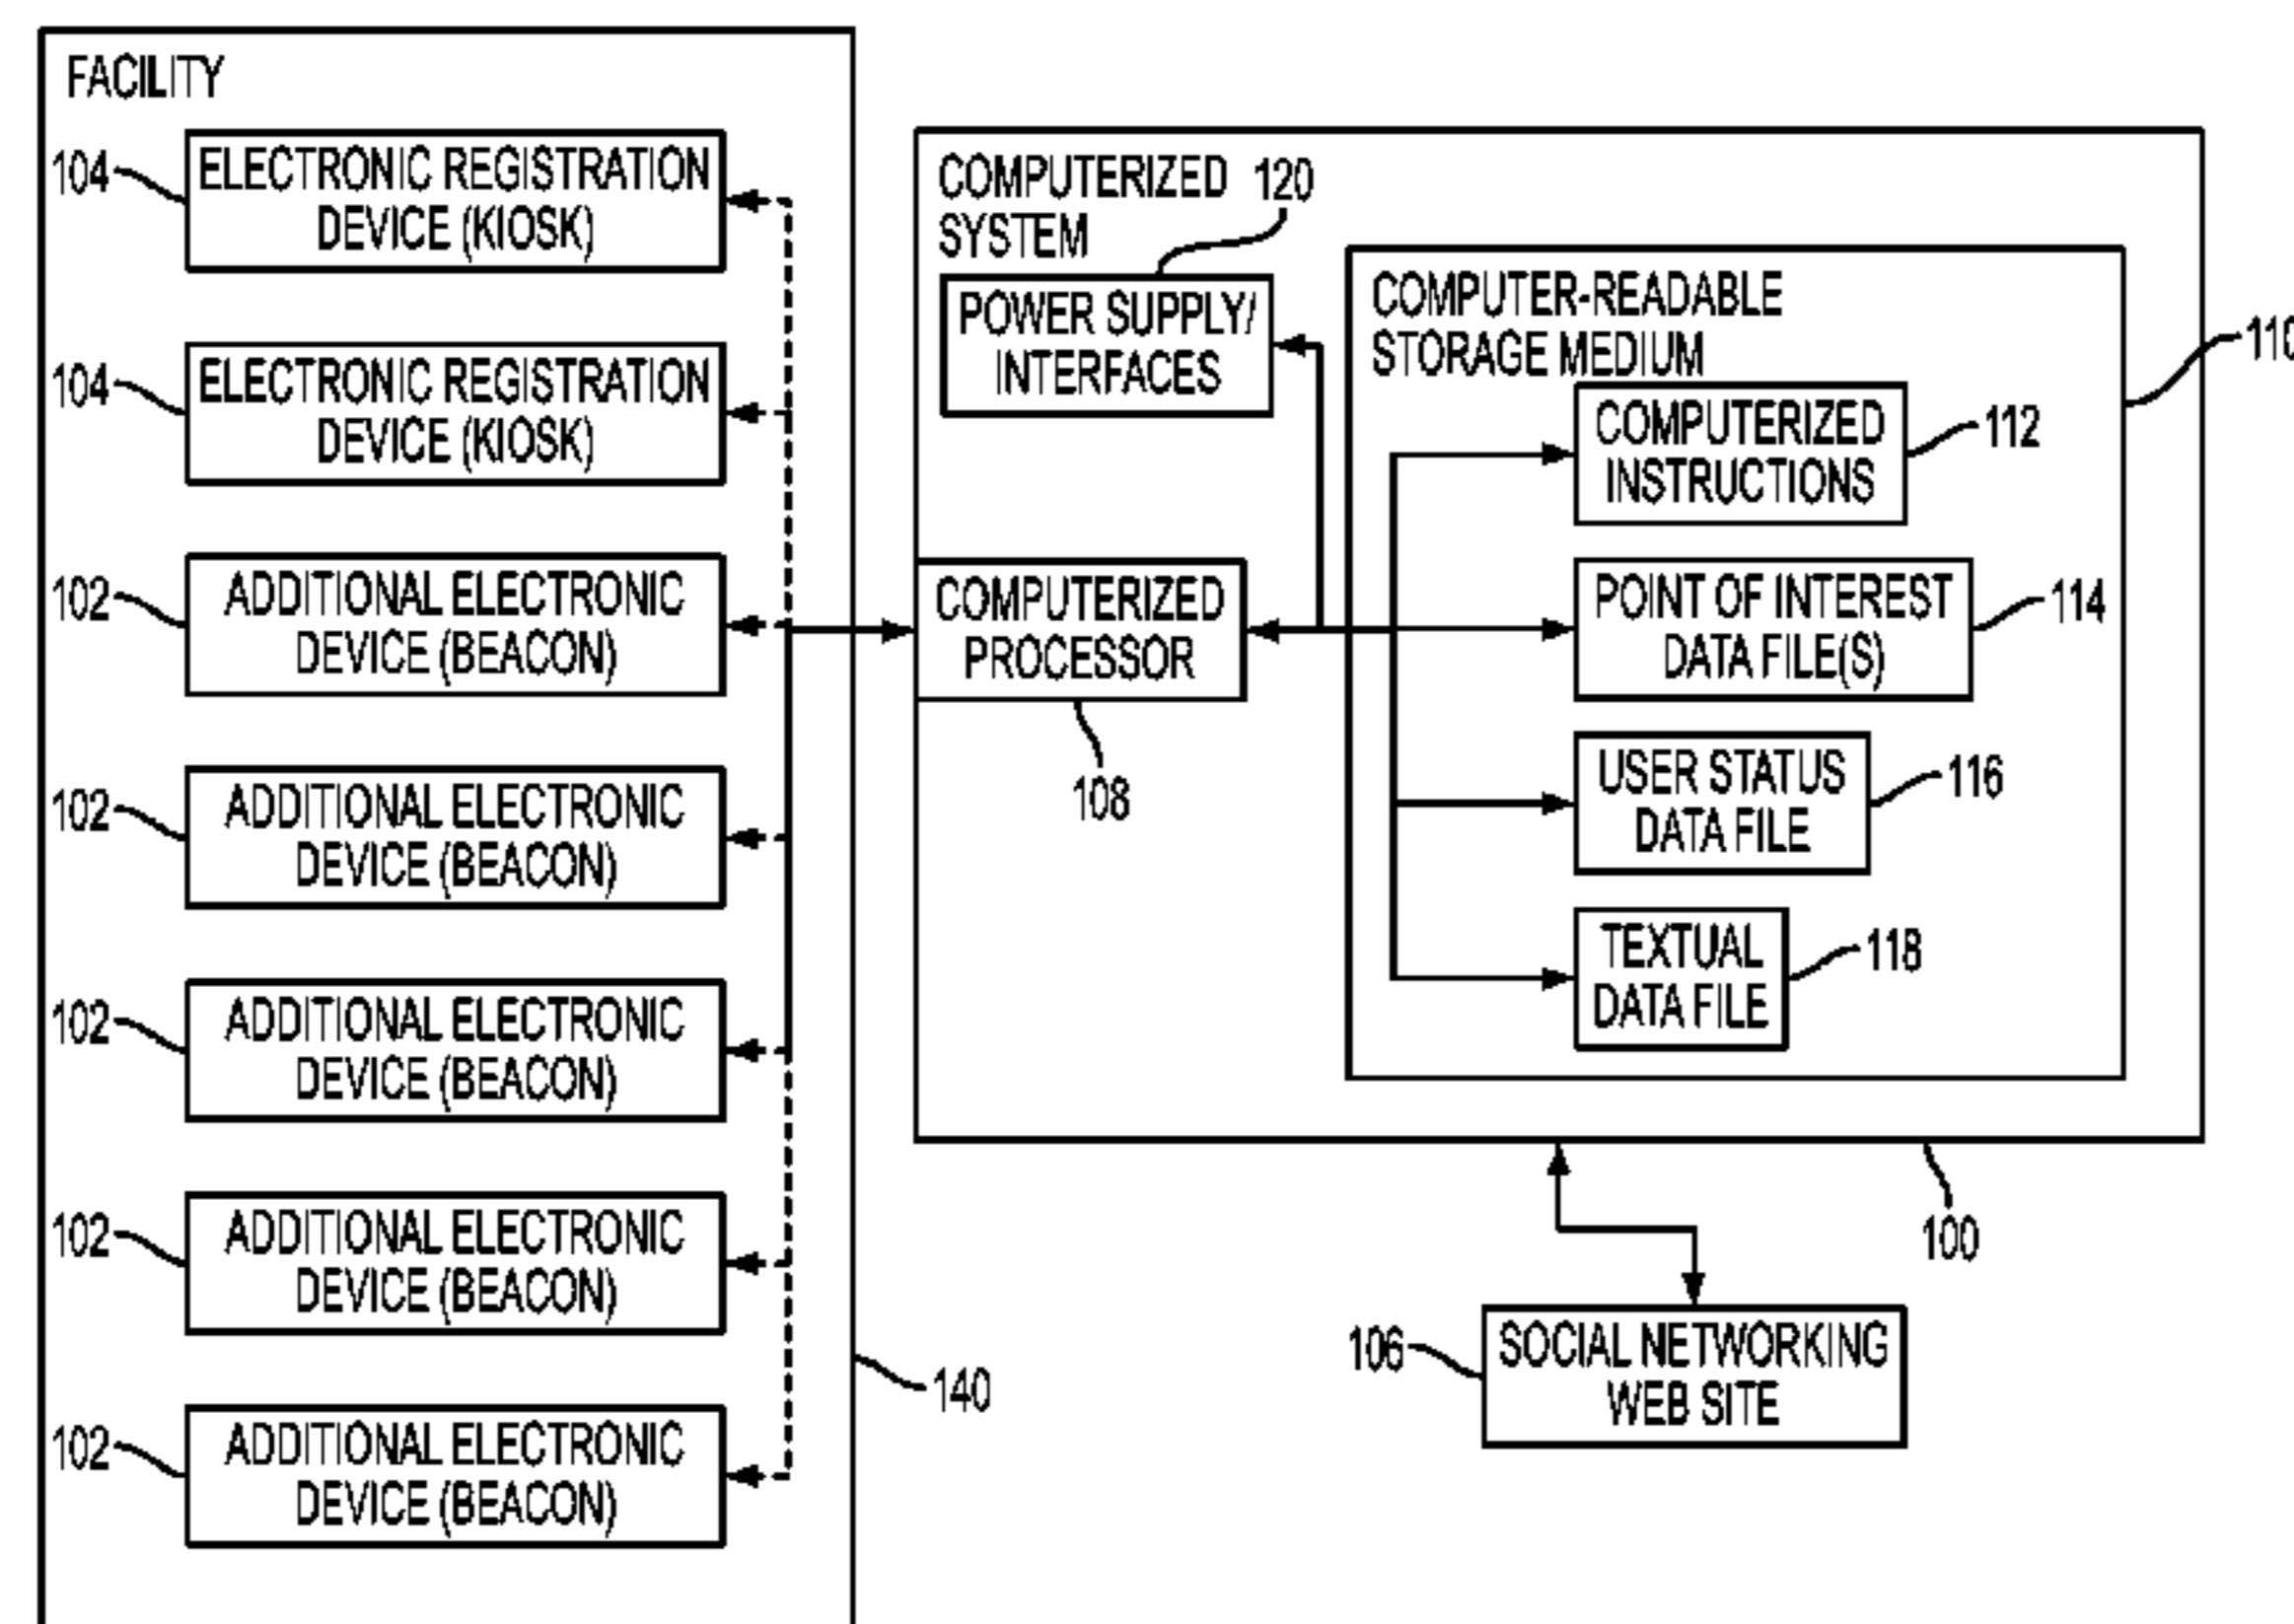 FACILITY
104
ELECTRONIC REGISTRATION
DEVICE (KIOSK)
104
ELECTRONIC REGISTRATION
DEVICE (KIOSK)
102
ADDITIONAL ELECTRONIC
DEVICE (BEACON)
102
ADDITIONAL ELECTRONIC
DEVICE (BEACON)
102
ADDITIONAL ELECTRONIC
DEVICE (BEACON)
102
ADDITIONAL ELECTRONIC
DEVICE (BEACON)
102
ADDITIONAL ELECTRONIC
DEVICE (BEACON)
140
COMPUTERIZED
SYSTEM
120
POWER SUPPLY/
INTERFACES
COMPUTERIZED
PROCESSOR
108
COMPUTER-READABLE
STORAGE MEDIUM
110
COMPUTERIZED
INSTRUCTIONS
112
POINT OF INTEREST
DATA FILE(S)
114
USER STATUS
DATA FILE
116
TEXTUAL
DATA FILE
118
100
106
SOCIAL NETWORKING
WEB SITE